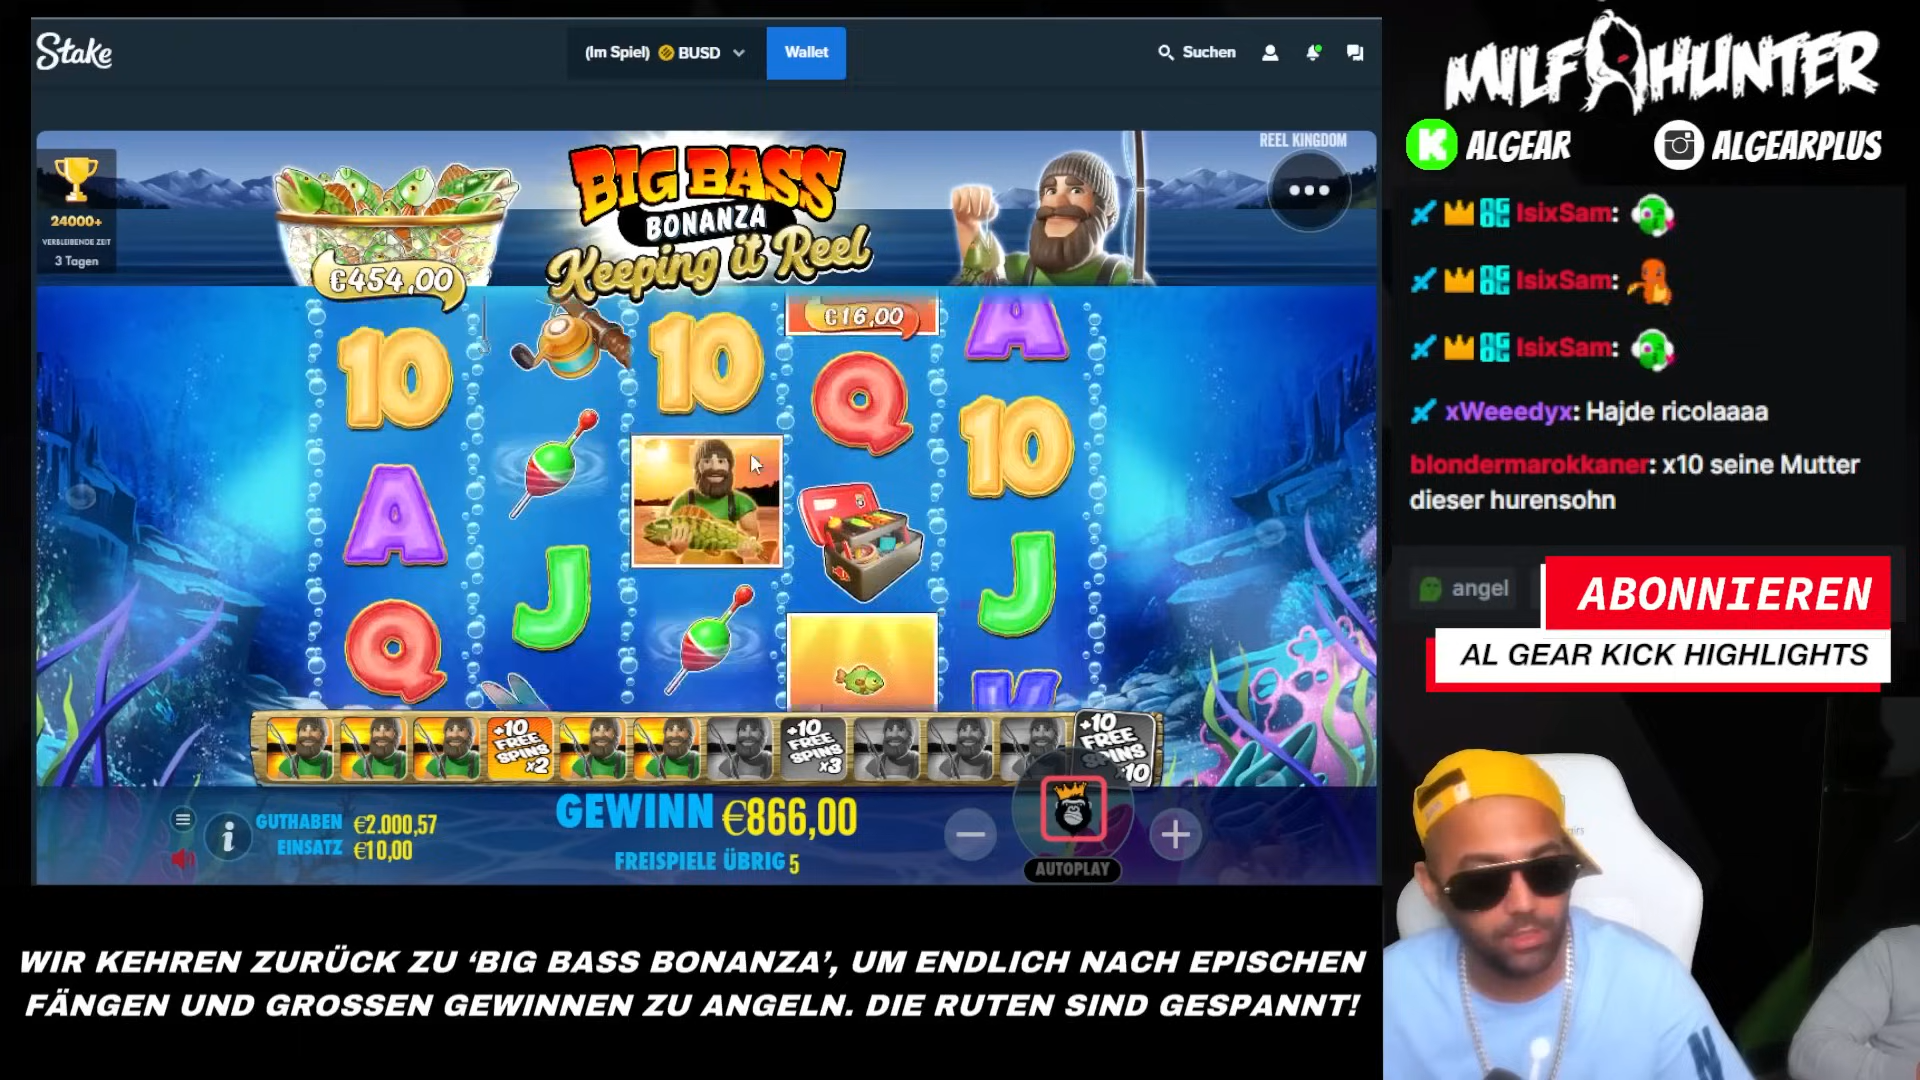 Stake
(Im Spiel) BUSD
Wallet
Suchen
MILF HUNTER
K ALGEAR
ALGEARPLUS
REEL KINGDOM
24000+
VERBLEIBENDE ZEIT
3 Tagen
€454,00
BIG BASS
BONANZA
Keeping it Reel
€16,00
A
10
10
Q
10
A
J
J
Q
K
+10
FREE
SPINS
x2
+10
FREE
SPINS
x3
+10
FREE
SPINS
x10
GUTHABEN €2.000,57
EINSATZ €10,00
GEWINN €866,00
FREISPIELE ÜBRIG 5
AUTOPLAY
IsixSam:
IsixSam:
IsixSam:
xWeeedyx: Hajde ricolaaaa
blondermarokkaner: x10 seine Mutter
dieser hurensohn
angel
ABONNIEREN
AL GEAR KICK HIGHLIGHTS
WIR KEHREN ZURÜCK ZU ‘BIG BASS BONANZA’, UM ENDLICH NACH EPISCHEN
FÄNGEN UND GROSSEN GEWINNEN ZU ANGELN. DIE RUTEN SIND GESPANNT!